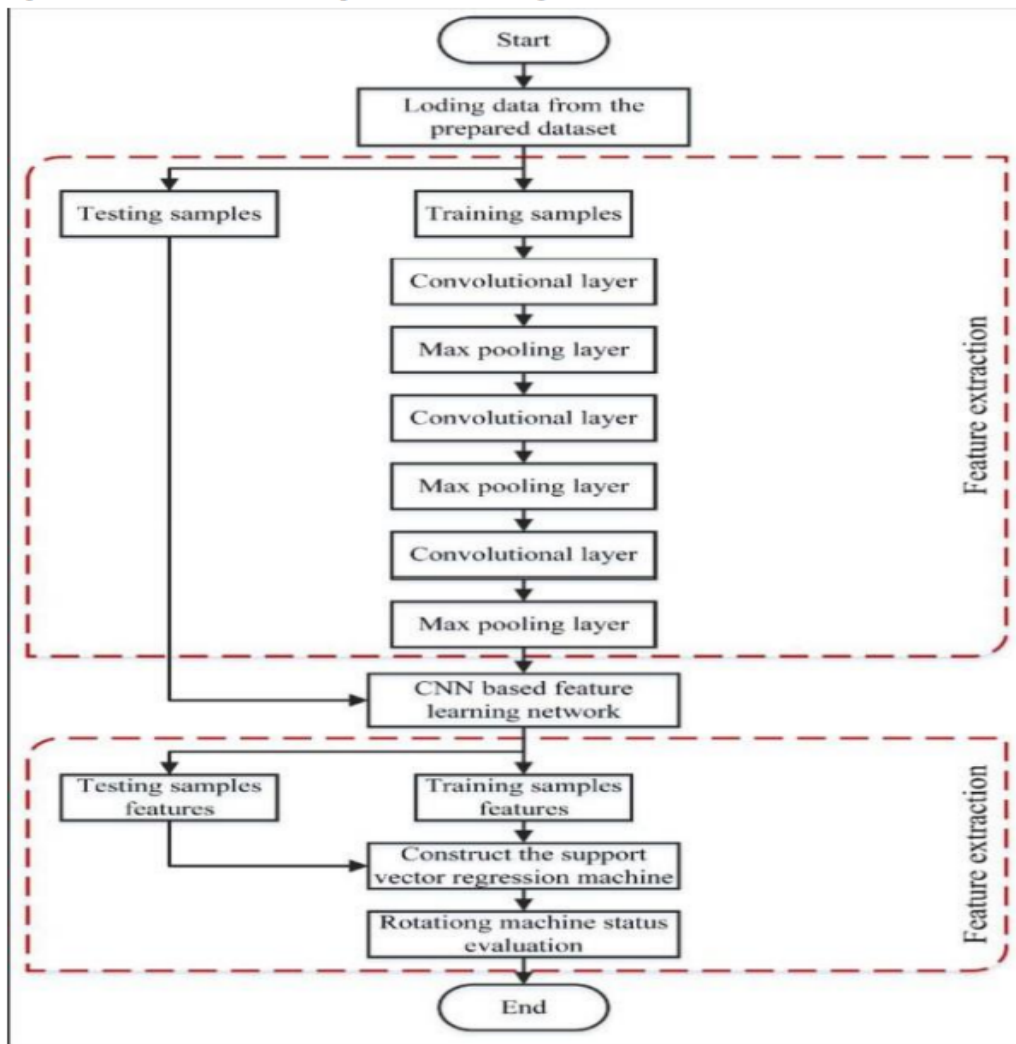 Start
Loding data from the
prepared dataset
Testing samples
Training samples
Convolutional layer
Max pooling layer
Convolutional layer
Max pooling layer
Convolutional layer
Max pooling layer
Feature extraction
CNN based feature
learning network
Testing samples
features
Training samples
features
Construct the support
vector regression machine
Rotationg machine status
evaluation
Feature extraction
End